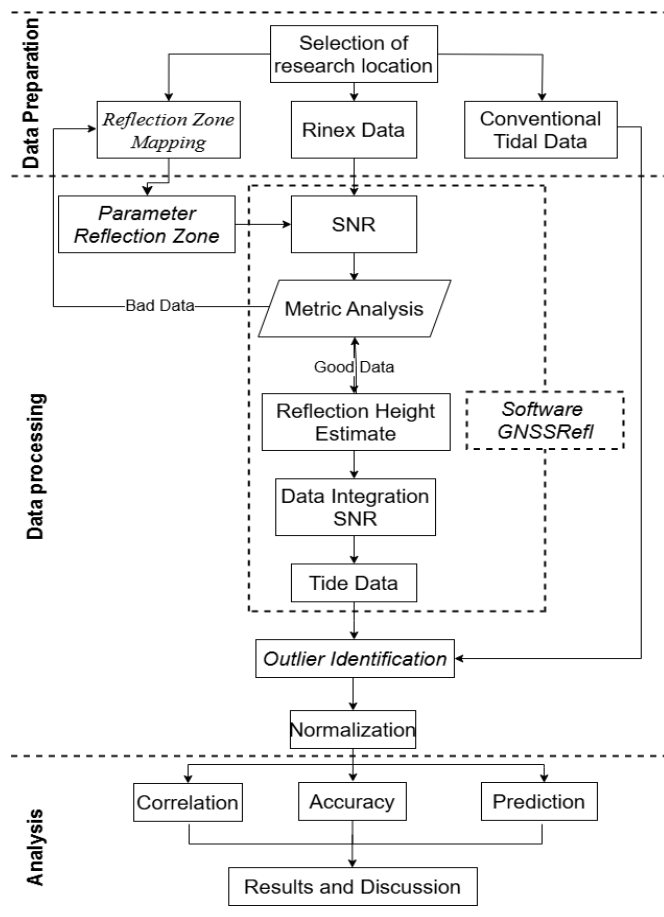 Data Preparation
Selection of
research location
Reflection Zone
Mapping
Rinex Data
Conventional
Tidal Data
Data processing
Parameter
Reflection Zone
SNR
Bad Data
Metric Analysis
Good Data
Reflection Height
Estimate
Software
GNSSRefl
Data Integration
SNR
Tide Data
Outlier Identification
Normalization
Analysis
Correlation
Accuracy
Prediction
Results and Discussion